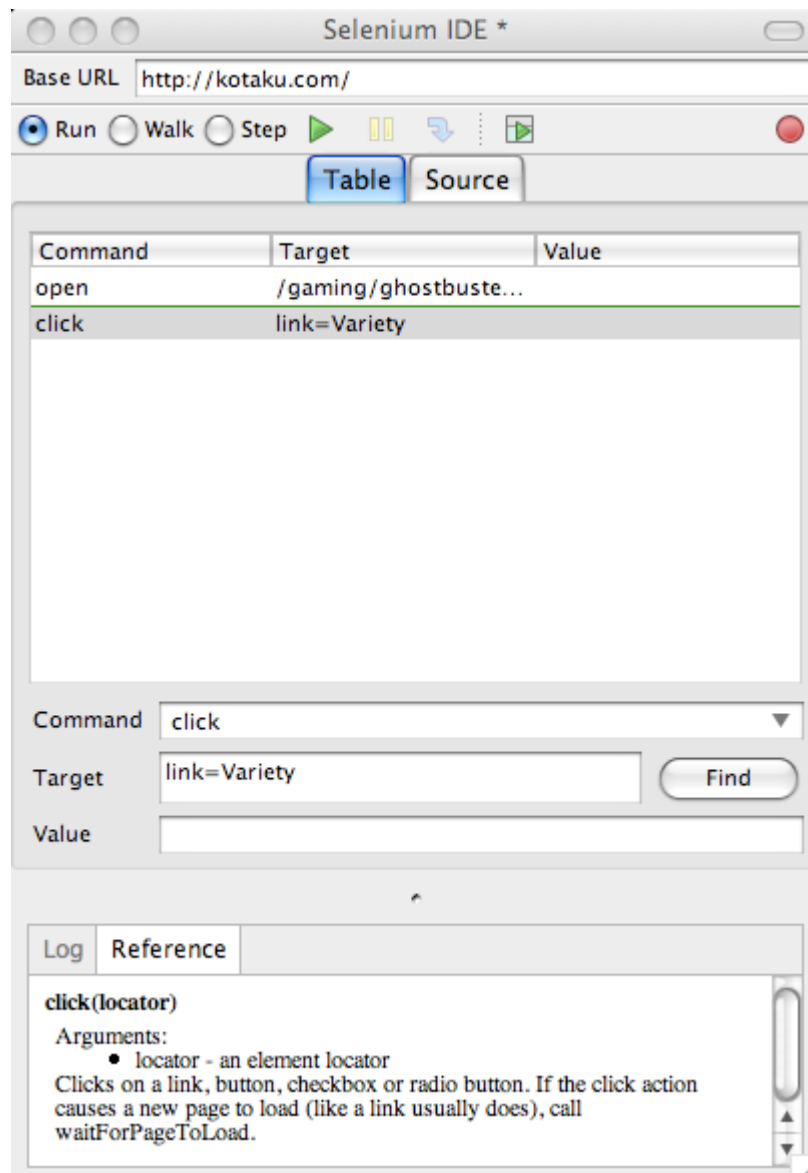 Selenium IDE *
Base URL http://kotaku.com/
Run Walk Step
Table Source
Command Target Value
open /gaming/ghostbuste...
click link=Variety
Command click
Target link=Variety Find
Value
Log Reference
click(locator)
Arguments:
• locator - an element locator
Clicks on a link, button, checkbox or radio button. If the click action
causes a new page to load (like a link usually does), call
waitForPageToLoad.